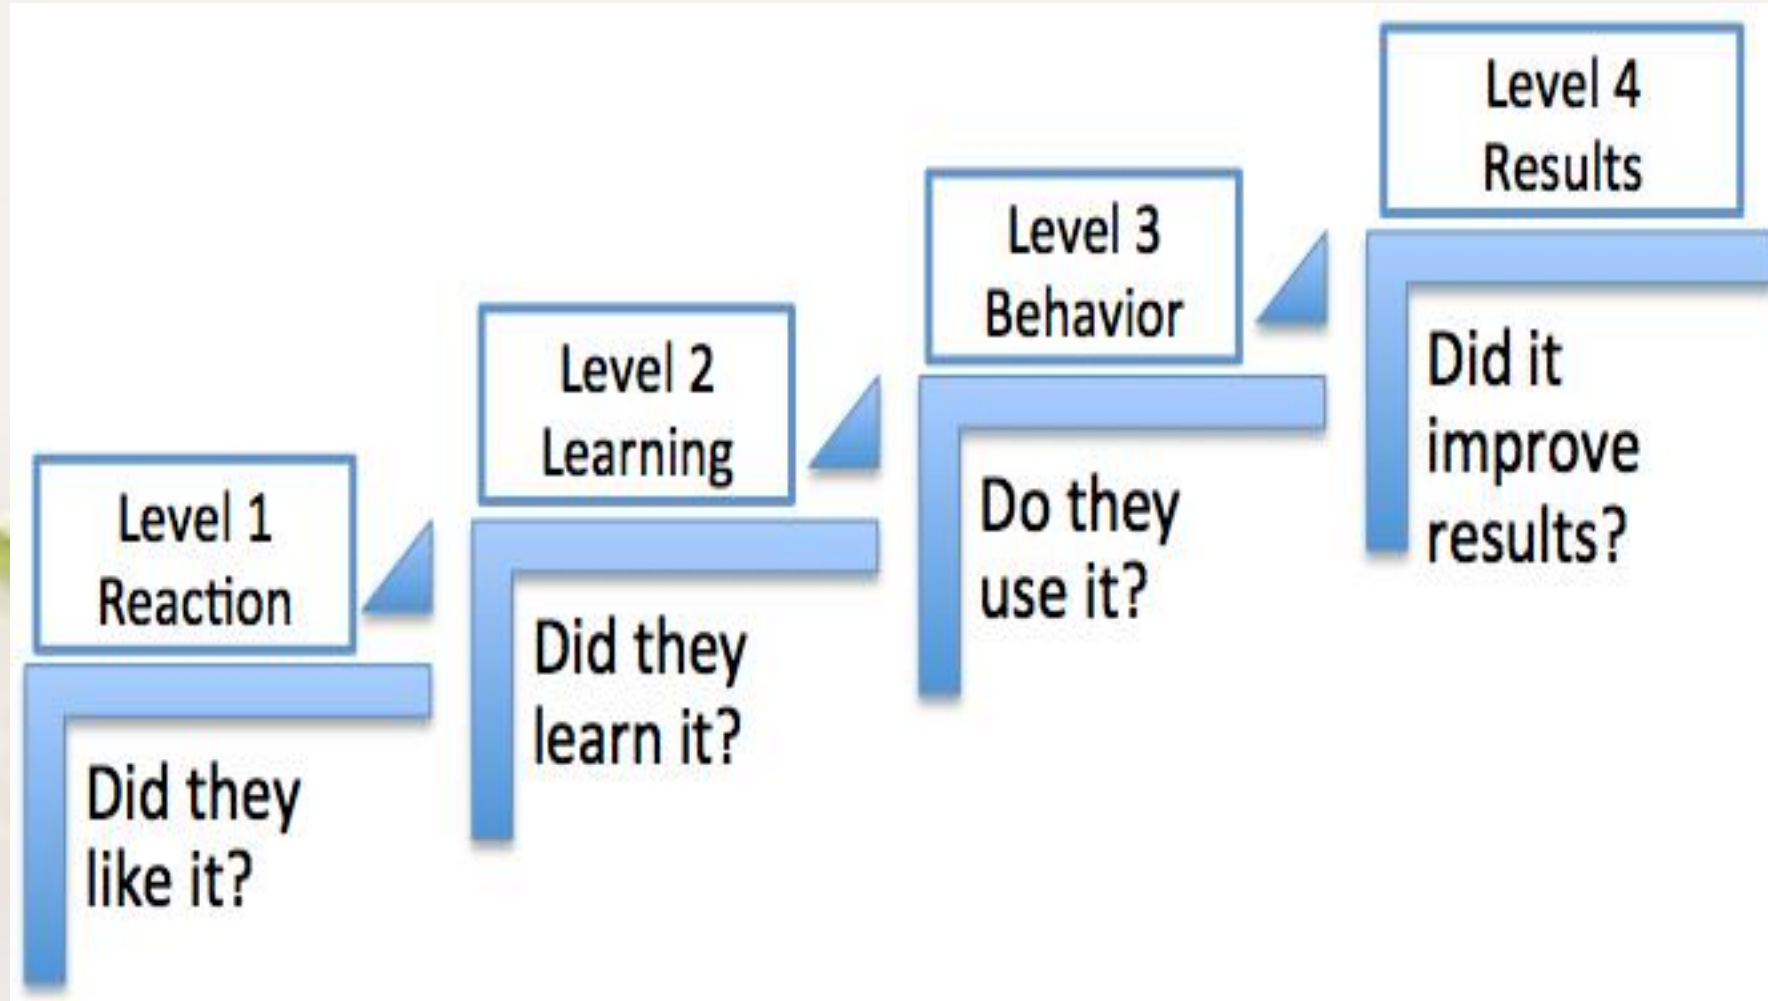 Level 1
Reaction
Did they
like it?
Level 2
Learning
Did they
learn it?
Level 3
Behavior
Do they
use it?
Level 4
Results
Did it
improve
results?